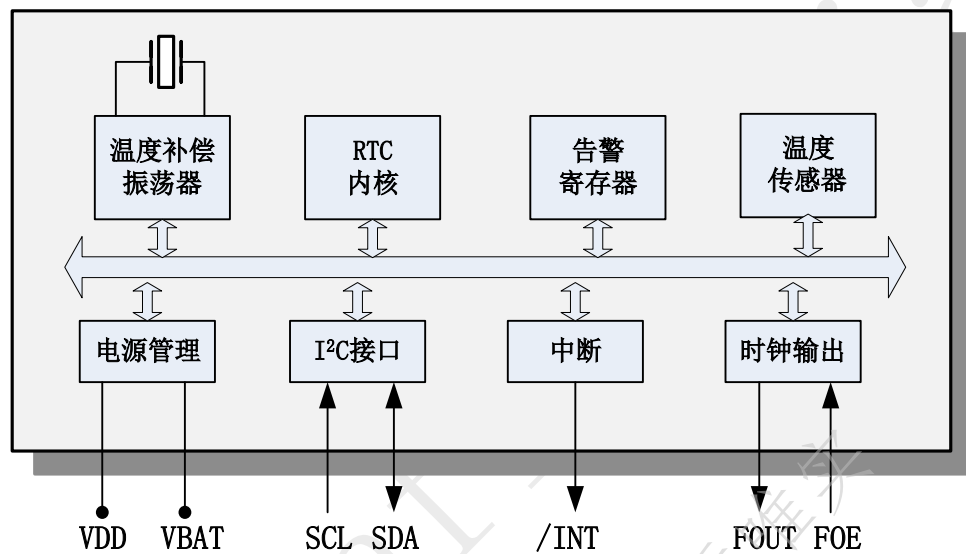 温度补偿
振荡器
RTC
内核
告警
寄存器
温度
传感器
电源管理
I²C接口
中断
时钟输出
VDD
VBAT
SCL
SDA
/INT
FOUT
FOE